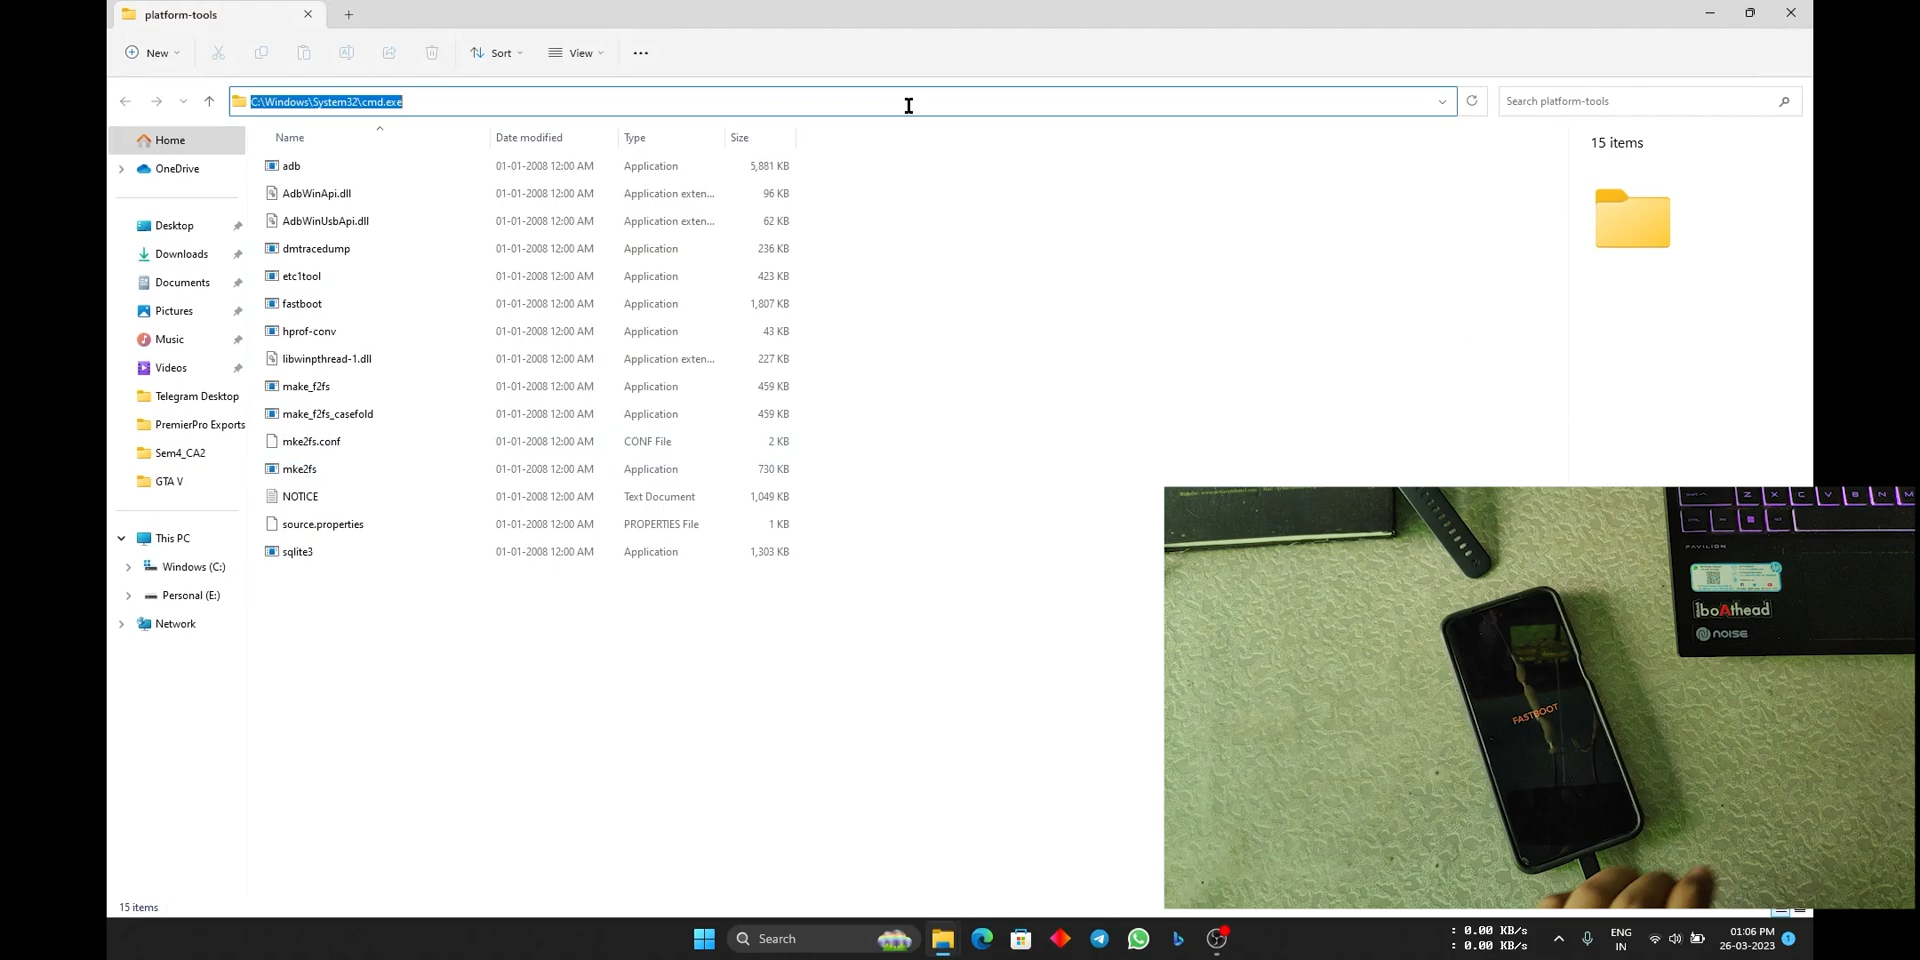 platform-tools
New
Sort
View
C:\Windows\System32\cmd.exe
Search platform-tools
Home
OneDrive
Desktop
Downloads
Documents
Pictures
Music
Videos
Telegram Desktop
PremierPro Exports
Sem4_CA2
GTA V
This PC
Windows (C:)
Personal (E:)
Network
Name Date modified Type Size
adb 01-01-2008 12:00 AM Application 5,881 KB
AdbWinApi.dll 01-01-2008 12:00 AM Application exten... 96 KB
AdbWinUsbApi.dll 01-01-2008 12:00 AM Application exten... 62 KB
dmtracedump 01-01-2008 12:00 AM Application 236 KB
etc1tool 01-01-2008 12:00 AM Application 423 KB
fastboot 01-01-2008 12:00 AM Application 1,807 KB
hprof-conv 01-01-2008 12:00 AM Application 43 KB
libwinpthread-1.dll 01-01-2008 12:00 AM Application exten... 227 KB
make_f2fs 01-01-2008 12:00 AM Application 459 KB
make_f2fs_casefold 01-01-2008 12:00 AM Application 459 KB
mke2fs.conf 01-01-2008 12:00 AM CONF File 2 KB
mke2fs 01-01-2008 12:00 AM Application 730 KB
NOTICE 01-01-2008 12:00 AM Text Document 1,049 KB
source.properties 01-01-2008 12:00 AM PROPERTIES File 1 KB
sqlite3 01-01-2008 12:00 AM Application 1,303 KB
15 items
Z X C V B N M
PAVILION
boAthead
NOISE
FASTBOOT
15 items
Search
: 0.00 KB/s
: 0.00 KB/s
ENG
IN
01:06 PM
26-03-2023
1